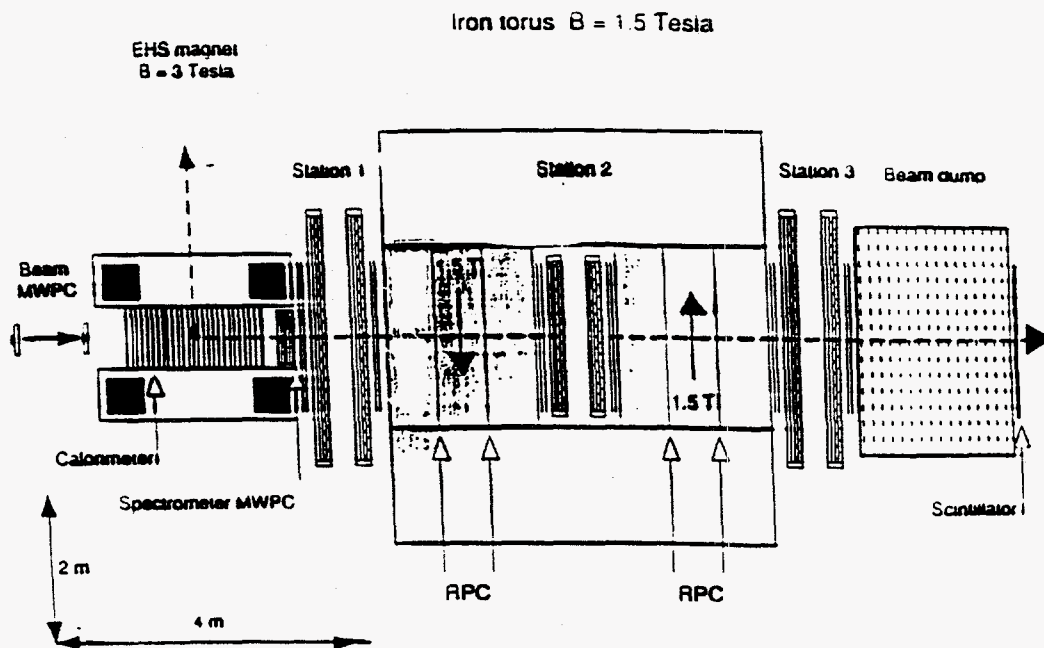 Iron torus B = 1.5 Tesla
EHS magnet
B = 3 Tesla
Station 1
Station 2
Station 3
Beam dump
Beam
MWPC
1.5 T
1.5 T
Calorimeter
Spectrometer MWPC
Scintillator
RPC
RPC
2 m
4 m